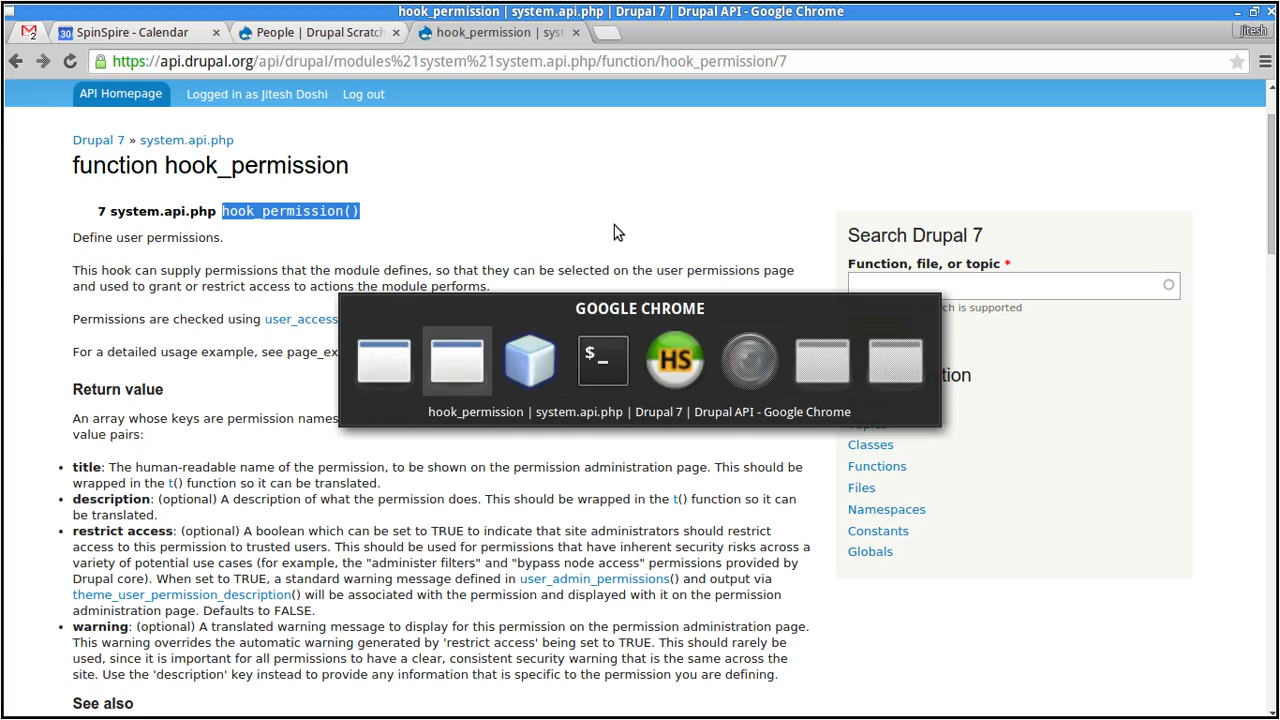 hook_permission | system.api.php | Drupal 7 | Drupal API - Google Chrome
2
30 SpinSpire - Calendar × People | Drupal Scratch × hook_permission | syst × Jitesh
https://api.drupal.org/api/drupal/modules%21system%21system.api.php/function/hook_permission/7
API Homepage Logged in as Jitesh Doshi Log out
Drupal 7 » system.api.php
function hook_permission
7 system.api.php hook_permission()
Define user permissions.
This hook can supply permissions that the module defines, so that they can be selected on the user permissions page
and used to grant or restrict access to actions the module performs.
Permissions are checked using user_access
For a detailed usage example, see page_ex
Return value
An array whose keys are permission names
value pairs:
• title: The human-readable name of the permission, to be shown on the permission administration page. This should be
wrapped in the t() function so it can be translated.
• description: (optional) A description of what the permission does. This should be wrapped in the t() function so it can
be translated.
• restrict access: (optional) A boolean which can be set to TRUE to indicate that site administrators should restrict
access to this permission to trusted users. This should be used for permissions that have inherent security risks across a
variety of potential use cases (for example, the "administer filters" and "bypass node access" permissions provided by
Drupal core). When set to TRUE, a standard warning message defined in user_admin_permissions() and output via
theme_user_permission_description() will be associated with the permission and displayed with it on the permission
administration page. Defaults to FALSE.
• warning: (optional) A translated warning message to display for this permission on the permission administration page.
This warning overrides the automatic warning generated by 'restrict access' being set to TRUE. This should rarely be
used, since it is important for all permissions to have a clear, consistent security warning that is the same across the
site. Use the 'description' key instead to provide any information that is specific to the permission you are defining.
See also
Search Drupal 7
Function, file, or topic *
ch is supported
tion
Classes
Functions
Files
Namespaces
Constants
Globals
GOOGLE CHROME
$_
HS
hook_permission | system.api.php | Drupal 7 | Drupal API - Google Chrome